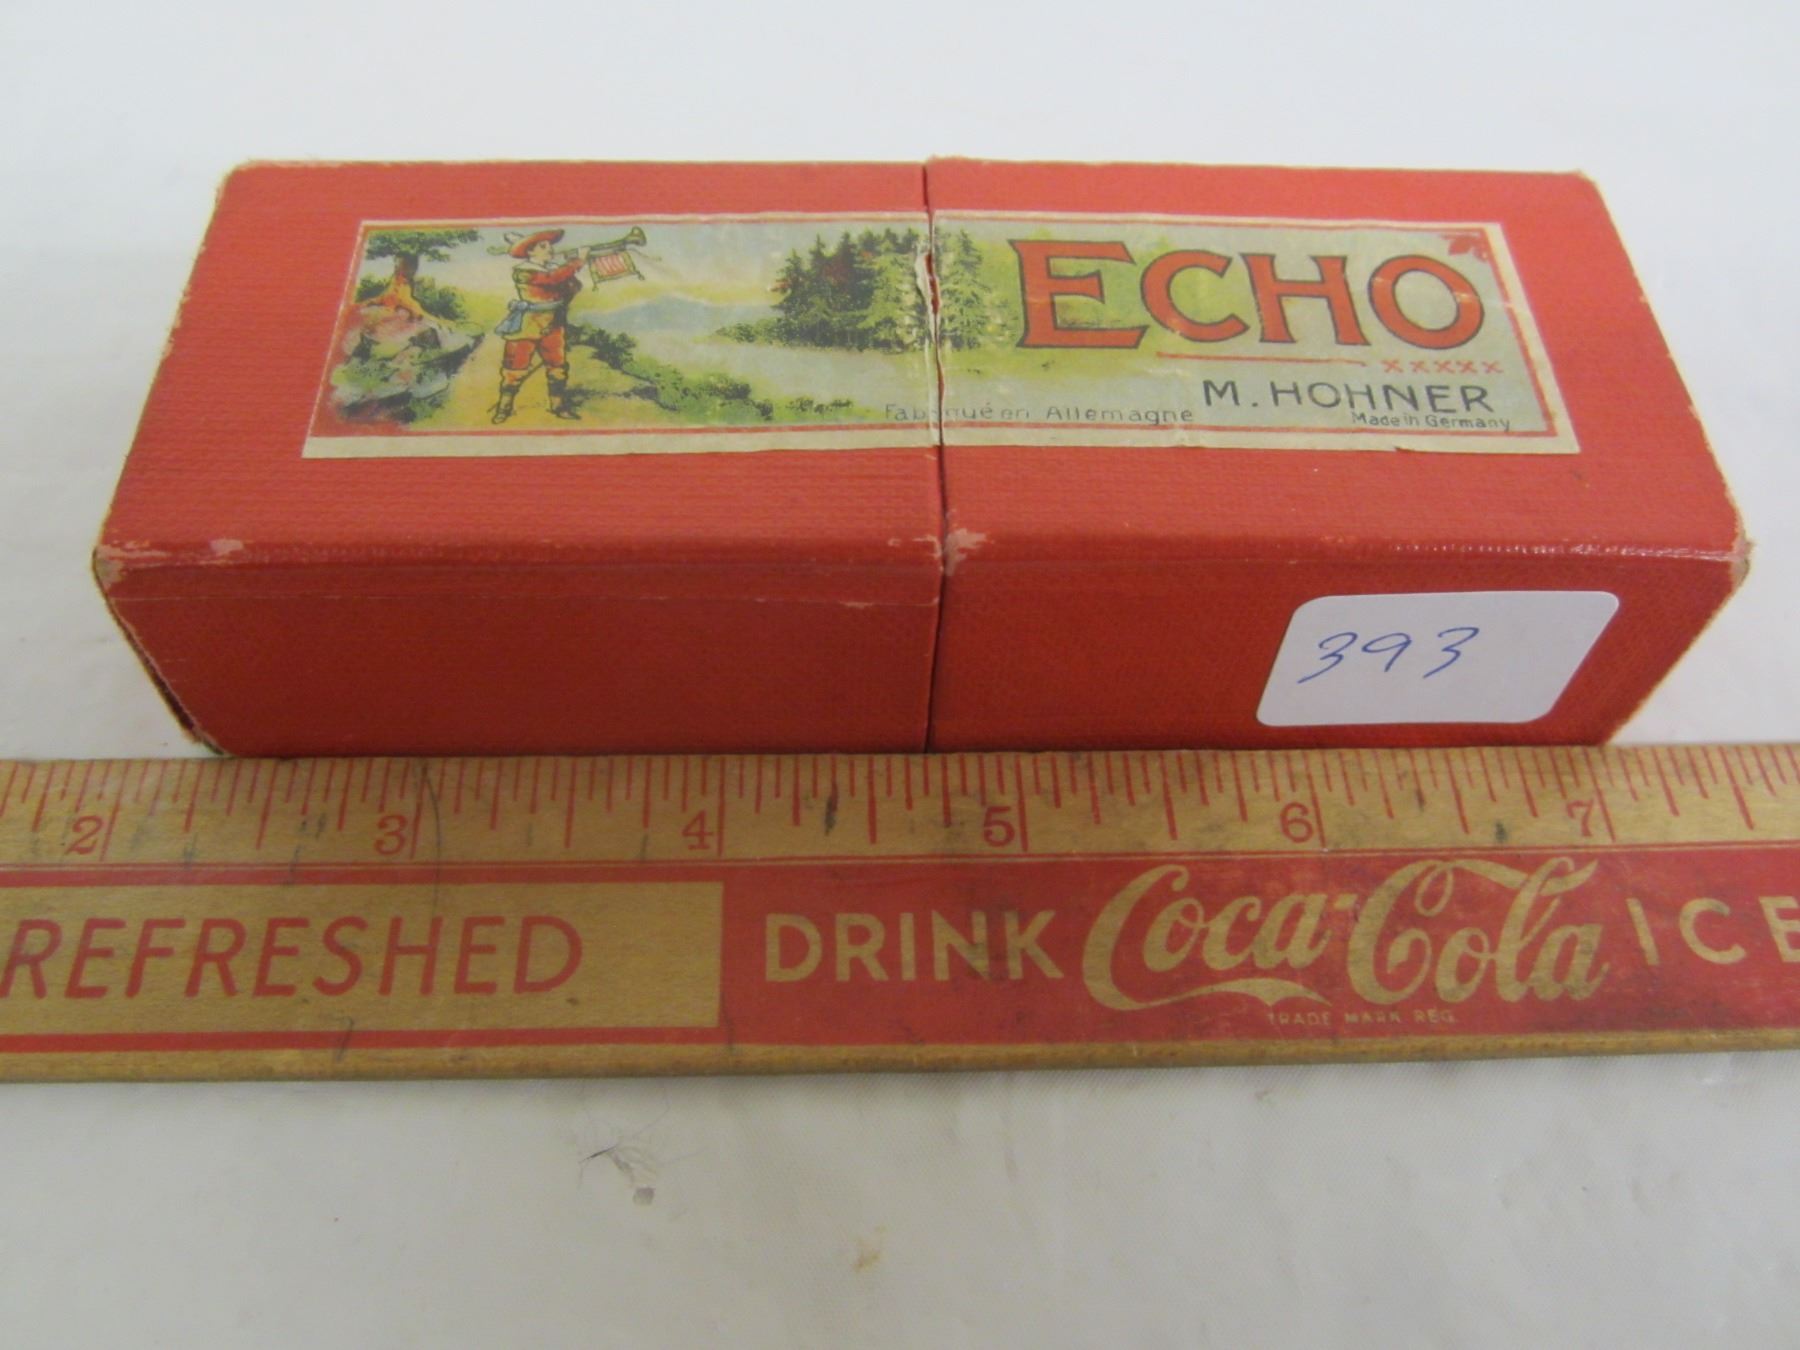 ECHO
xxxxx
M. HOHNER
Fabriqué en Allemagne
Made in Germany
393
2 3 4 5 6 7
REFRESHED DRINK Coca-Cola ICE
TRADE MARK REG.